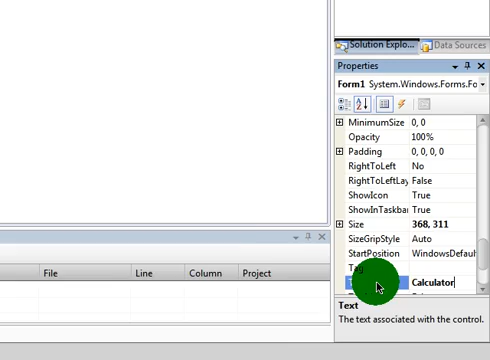 Solution Explo... Data Sources
Properties
Form1 System.Windows.Forms.Fo
MinimumSize 0, 0
Opacity 100%
Padding 0, 0, 0, 0
RightToLeft No
RightToLeftLay False
ShowIcon True
ShowInTaskbar True
Size 368, 311
SizeGripStyle Auto
StartPosition WindowsDefault
Tag
Calculator
File Line Column Project
Text
The text associated with the control.